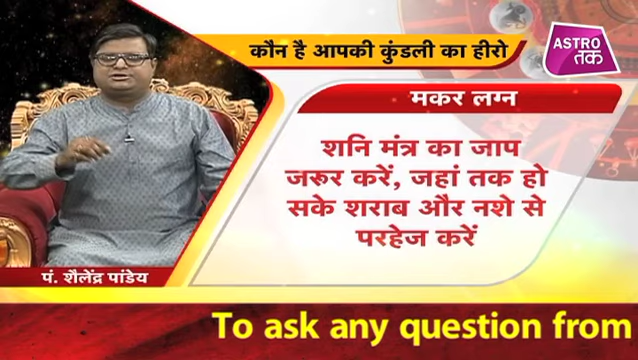 कौन है आपकी कुंडली का हीरो
ASTRO
तक
मकर लग्न
शनि मंत्र का जाप
जरूर करें, जहां तक हो
सके शराब और नशे से
परहेज करें
पं. शैलेंद्र पांडेय
To ask any question from